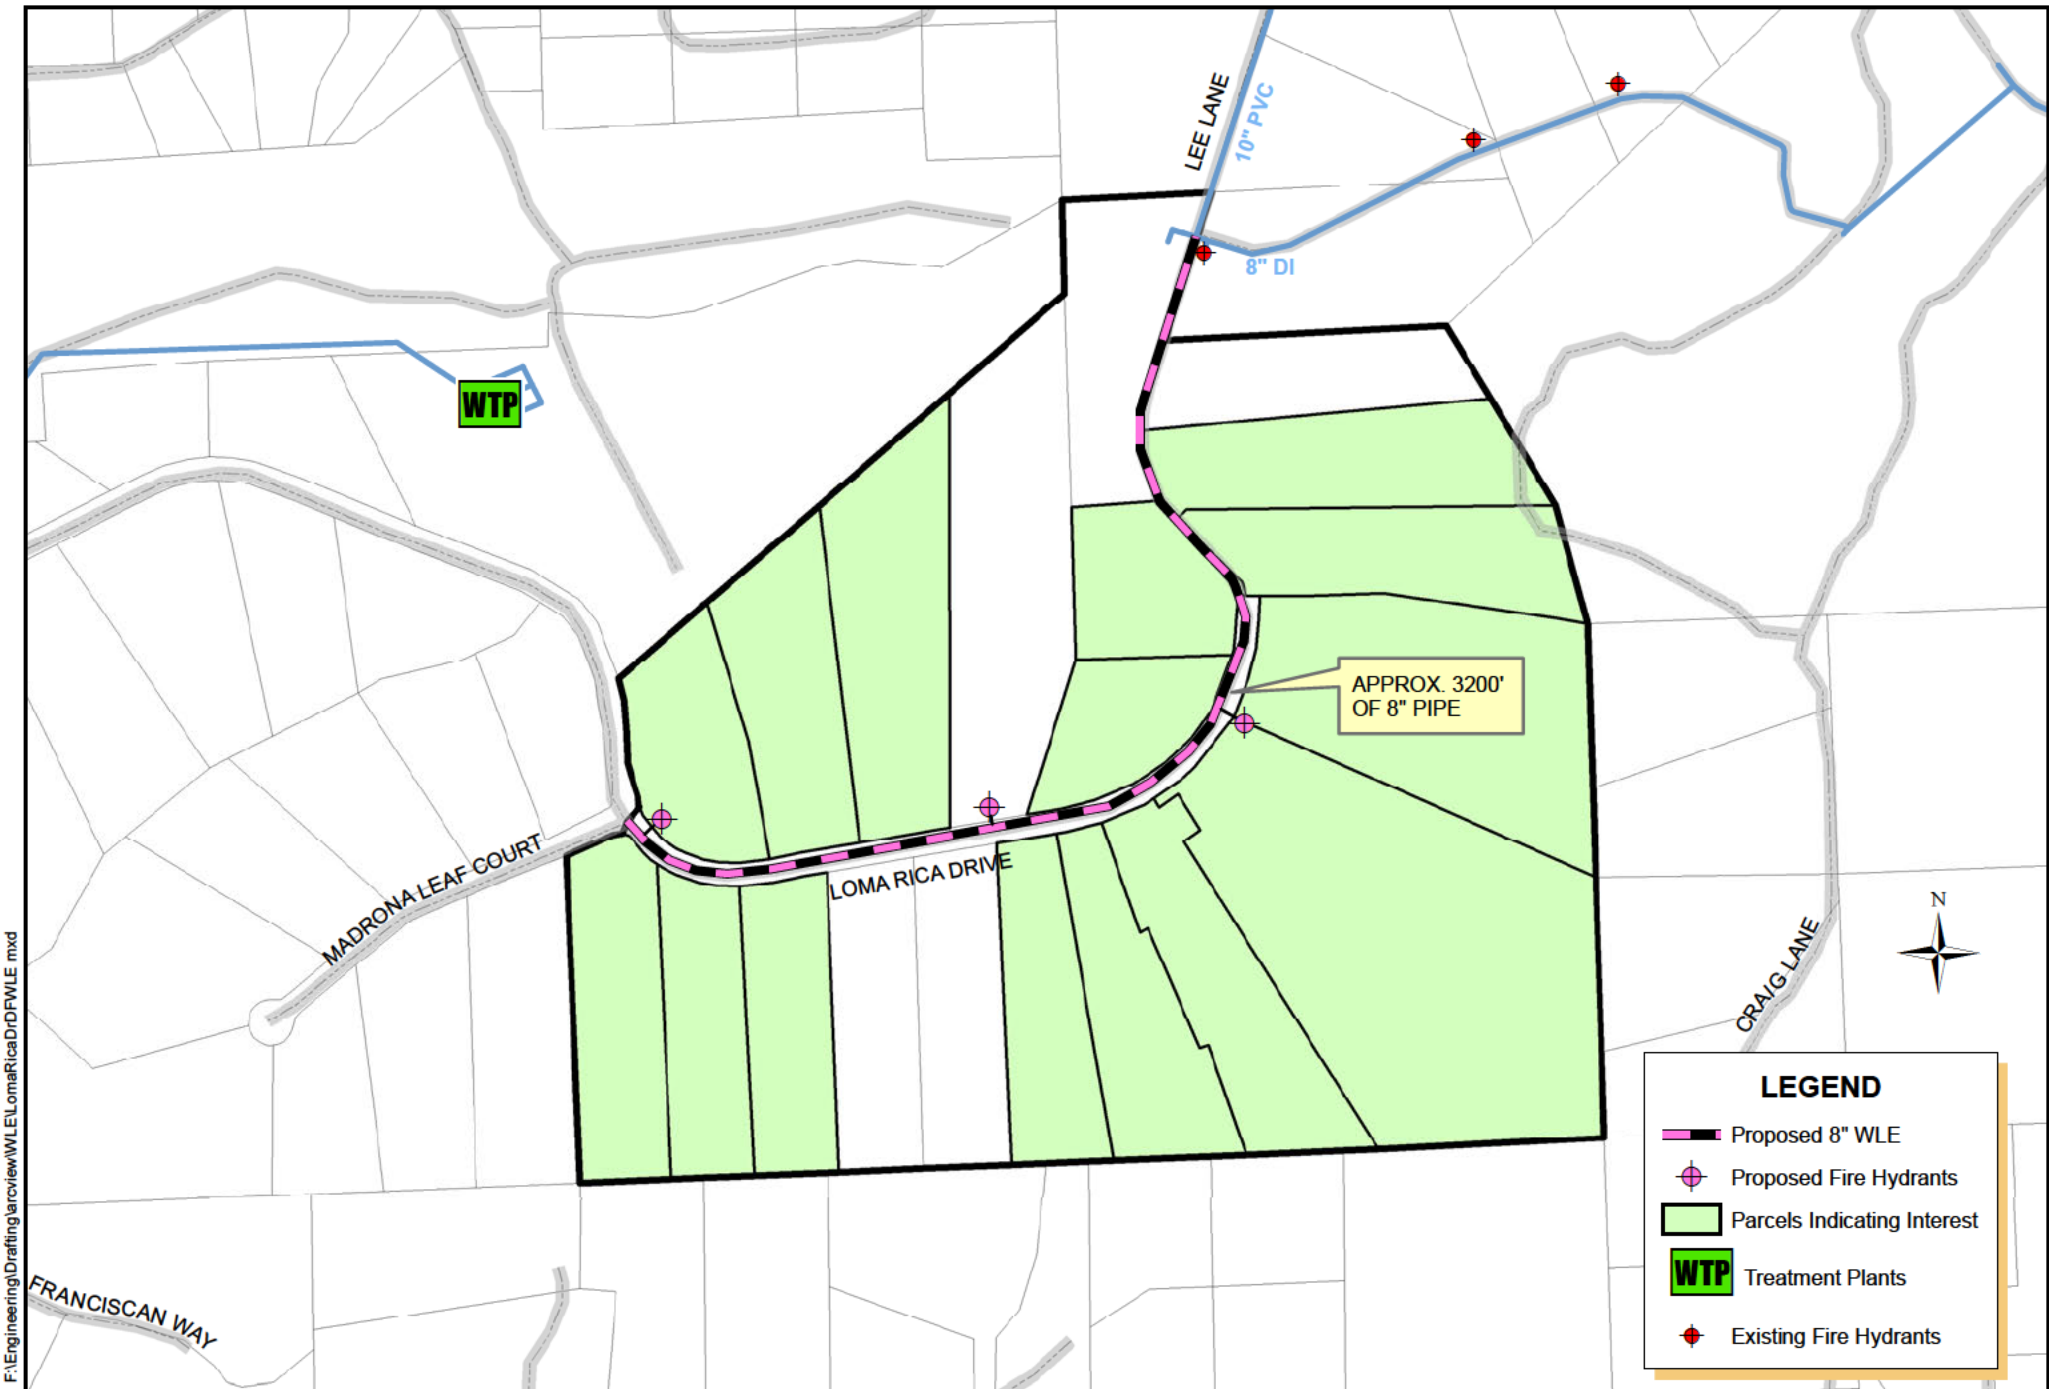 LEE LANE
10" PVC
8" DI
WTP
APPROX. 3200'
OF 8" PIPE
MADRONA LEAF COURT
LOMA RICA DRIVE
CRAIG LANE
N
FRANCISCAN WAY
LEGEND
Proposed 8" WLE
Proposed Fire Hydrants
Parcels Indicating Interest
WTP Treatment Plants
Existing Fire Hydrants
F:\Engineering\Drafting\arcview\WLE\LomaRicaDrDFWLE mxd